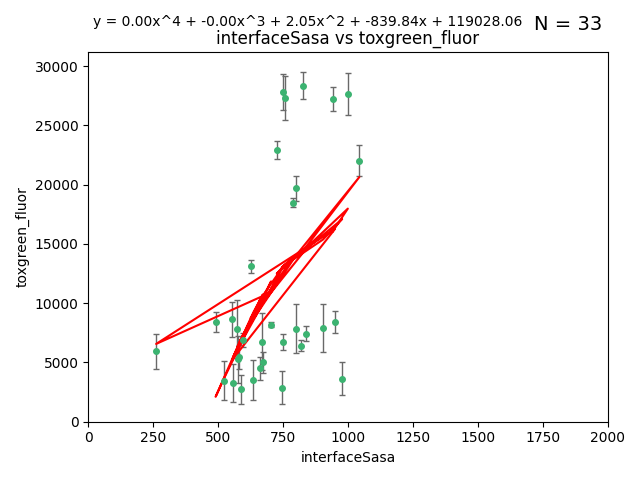 y = 0.00x^4 + -0.00x^3 + 2.05x^2 + -839.84x + 119028.06
N = 33
interfaceSasa vs toxgreen_fluor
30000
25000
20000
15000
10000
5000
0
toxgreen_fluor
0 250 500 750 1000 1250 1500 1750 2000
interfaceSasa